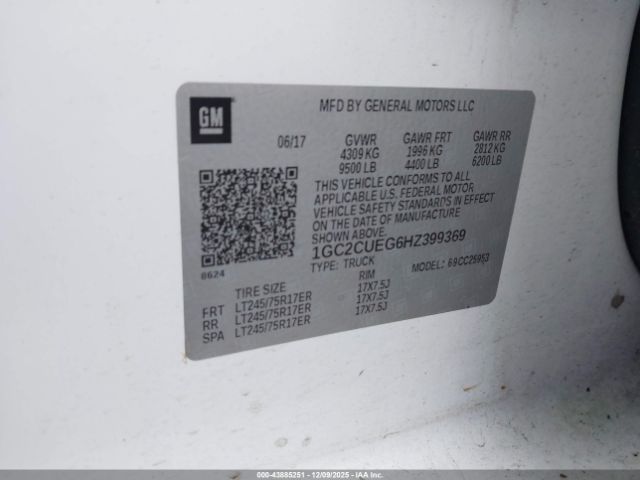 GM
MFD BY GENERAL MOTORS LLC
06/17 GVWR GAWR FRT GAWR RR
4309 KG 1996 KG 2812 KG
9500 LB 4400 LB 6200 LB
THIS VEHICLE CONFORMS TO ALL
APPLICABLE U.S. FEDERAL MOTOR
VEHICLE SAFETY STANDARDS IN EFFECT
ON THE DATE OF MANUFACTURE
SHOWN ABOVE.
1GC2CUEG6HZ399369
8624
TYPE: TRUCK MODEL: 69CC25953
TIRE SIZE RIM
FRT LT245/75R17ER 17X7.5J
RR LT245/75R17ER 17X7.5J
SPA LT245/75R17ER 17X7.5J
000-43885251 - 12/09/2025 - IAA Inc.